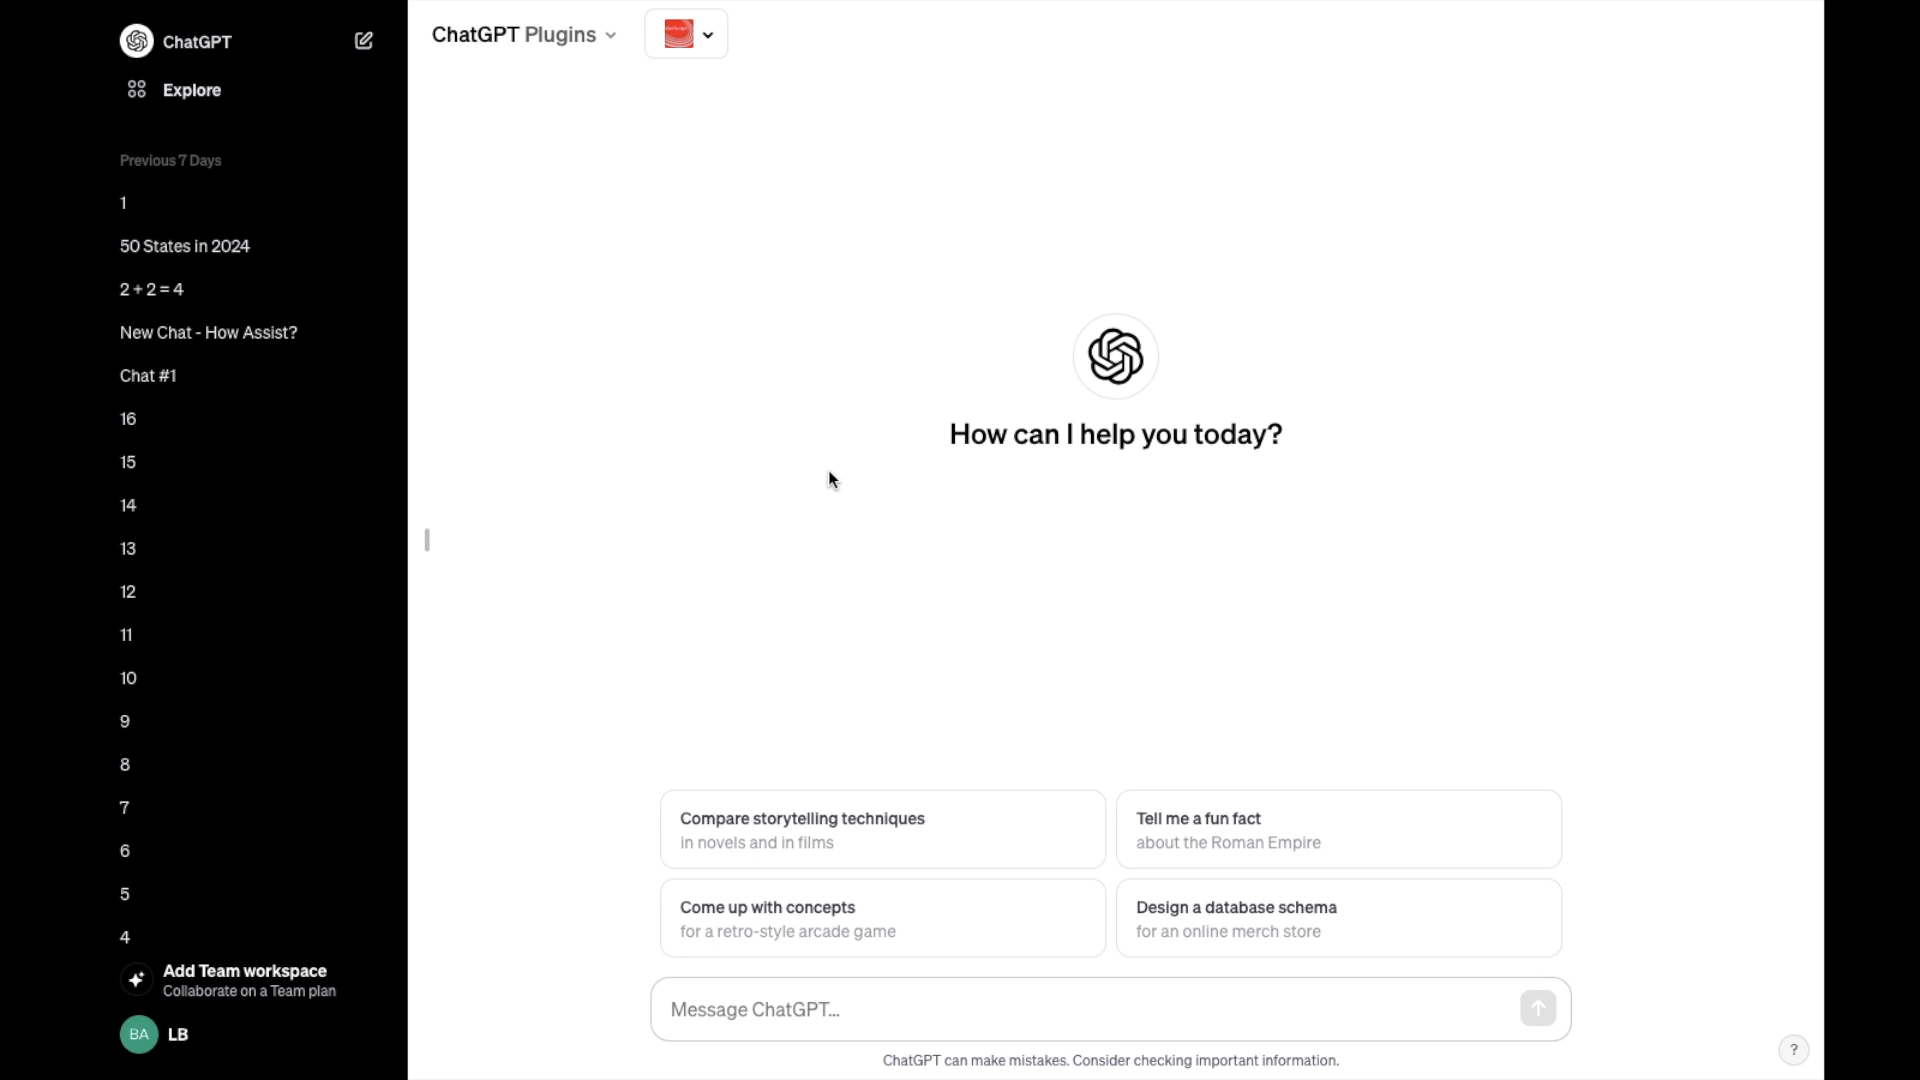 ChatGPT
Explore
Previous 7 Days
1
50 States in 2024
2 + 2 = 4
New Chat - How Assist?
Chat #1
16
15
14
13
12
11
10
9
8
7
6
5
4
Add Team workspace
Collaborate on a Team plan
BA LB
ChatGPT Plugins
How can I help you today?
Compare storytelling techniques
in novels and in films
Tell me a fun fact
about the Roman Empire
Come up with concepts
for a retro-style arcade game
Design a database schema
for an online merch store
Message ChatGPT...
ChatGPT can make mistakes. Consider checking important information.
?